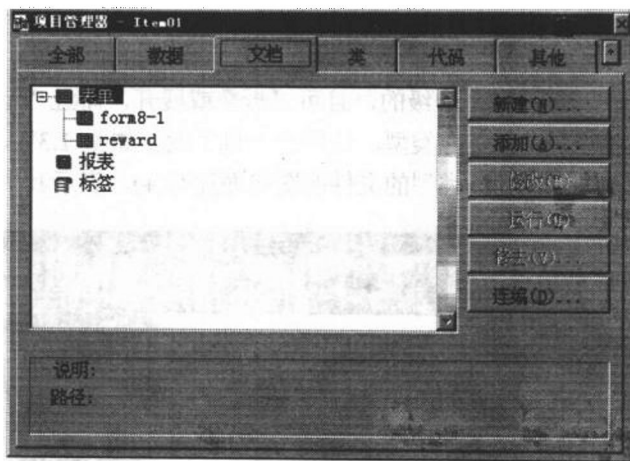 项目管理器 - Item01
全部 数据 文档 类 代码 其他
表单
form8-1
reward
报表
标签
新建(N)...
添加(A)...
修改(M)
运行(U)
移去(V)...
连编(D)...
说明:
路径: